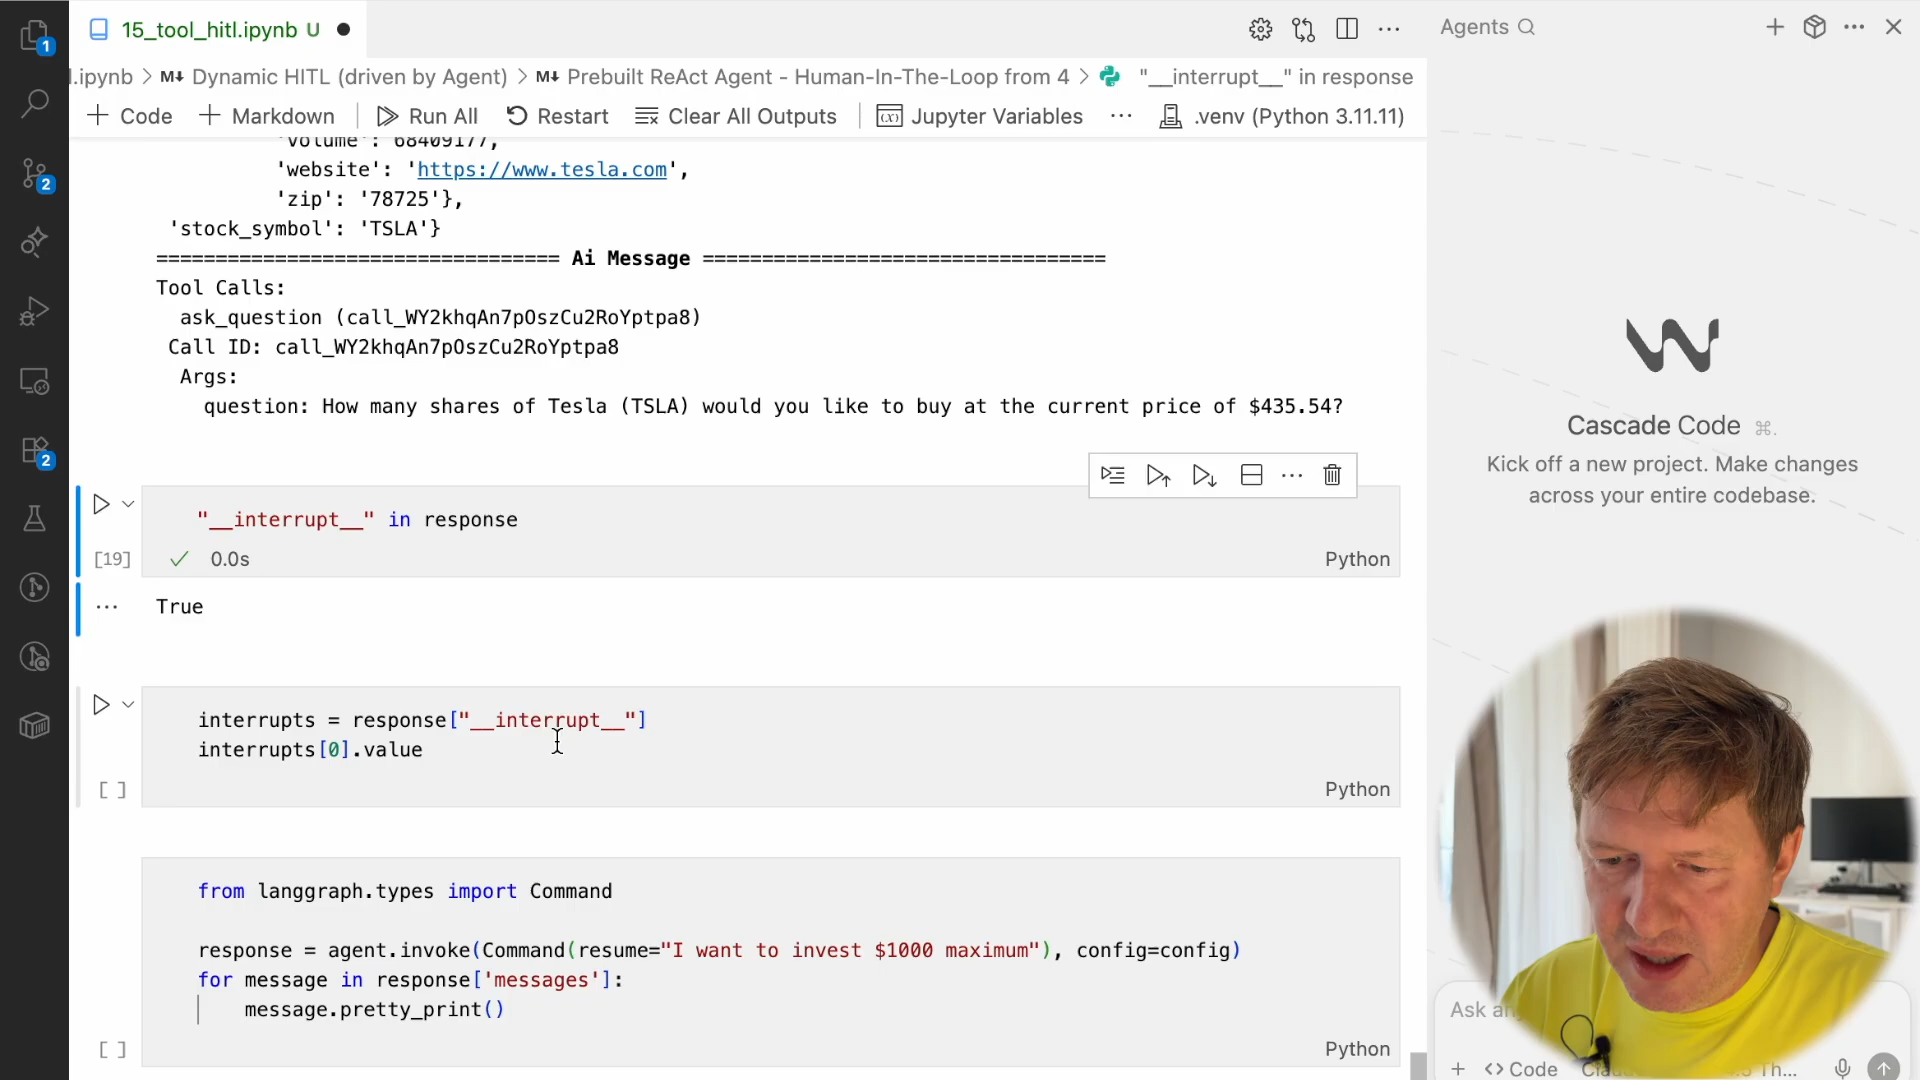 15_tool_hitl.ipynb U
Agents
1
l.ipynb > M↓ Dynamic HITL (driven by Agent) > M↓ Prebuilt ReAct Agent - Human-In-The-Loop from 4 > "__interrupt__" in response
+ Code + Markdown Run All Restart Clear All Outputs Jupyter Variables ... .venv (Python 3.11.11)
'volume': 68409177,
'website': 'https://www.tesla.com',
2
'zip': '78725'},
'stock_symbol': 'TSLA'}
================================== Ai Message ==================================
Tool Calls:
ask_question (call_WY2khqAn7pOszCu2RoYptpa8)
Call ID: call_WY2khqAn7pOszCu2RoYptpa8
Args:
question: How many shares of Tesla (TSLA) would you like to buy at the current price of $435.54?
2
"__interrupt__" in response
[19] 0.0s Python
True
interrupts = response["__interrupt__"]
interrupts[0].value
[ ] Python
from langgraph.types import Command
response = agent.invoke(Command(resume="I want to invest $1000 maximum"), config=config)
for message in response['messages']:
message.pretty_print()
[ ] Python
Cascade Code ⌘.
Kick off a new project. Make changes
across your entire codebase.
Ask
+ <> Code